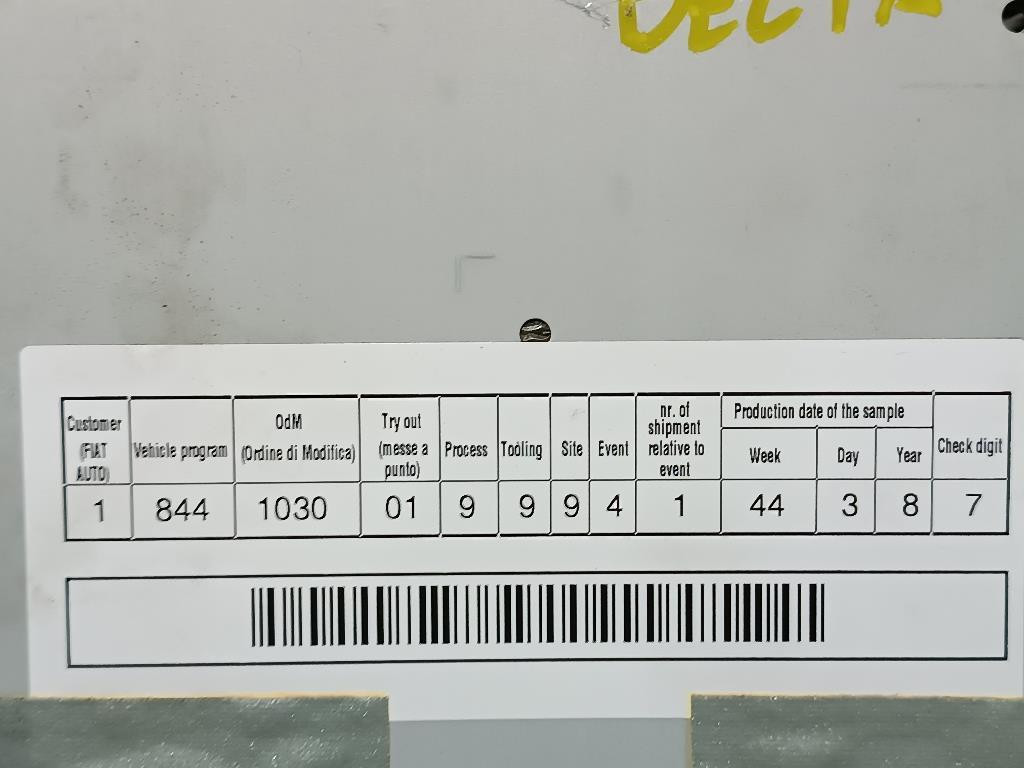 DELTA
Customer (FIAT AUTO) Vehicle program OdM (Ordine di Modifica) Try out (messe a punto) Process Tooling Site Event nr. of shipment relative to event Production date of the sample Week Day Year Check digit
1 844 1030 01 9 9 9 4 1 44 3 8 7